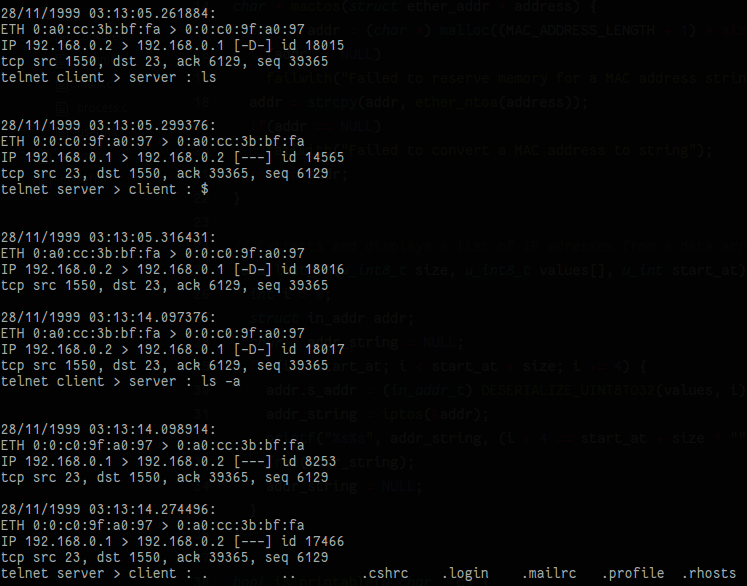 28/11/1999 03:13:05.261884:
ETH 0:a0:cc:3b:bf:fa > 0:0:c0:9f:a0:97
IP 192.168.0.2 > 192.168.0.1 [-D-] id 18015
tcp src 1550, dst 23, ack 6129, seq 39365
telnet client > server : ls
28/11/1999 03:13:05.299376:
ETH 0:0:c0:9f:a0:97 > 0:a0:cc:3b:bf:fa
IP 192.168.0.1 > 192.168.0.2 [---] id 14565
tcp src 23, dst 1550, ack 39365, seq 6129
telnet server > client : $
28/11/1999 03:13:05.316431:
ETH 0:a0:cc:3b:bf:fa > 0:0:c0:9f:a0:97
IP 192.168.0.2 > 192.168.0.1 [-D-] id 18016
tcp src 1550, dst 23, ack 6129, seq 39365
28/11/1999 03:13:14.097376:
ETH 0:a0:cc:3b:bf:fa > 0:0:c0:9f:a0:97
IP 192.168.0.2 > 192.168.0.1 [-D-] id 18017
tcp src 1550, dst 23, ack 6129, seq 39365
telnet client > server : ls -a
28/11/1999 03:13:14.098914:
ETH 0:0:c0:9f:a0:97 > 0:a0:cc:3b:bf:fa
IP 192.168.0.1 > 192.168.0.2 [---] id 8253
tcp src 23, dst 1550, ack 39365, seq 6129
28/11/1999 03:13:14.274496:
ETH 0:0:c0:9f:a0:97 > 0:a0:cc:3b:bf:fa
IP 192.168.0.1 > 192.168.0.2 [---] id 17466
tcp src 23, dst 1550, ack 39365, seq 6129
telnet server > client : . .. .cshrc .login .mailrc .profile .rhosts